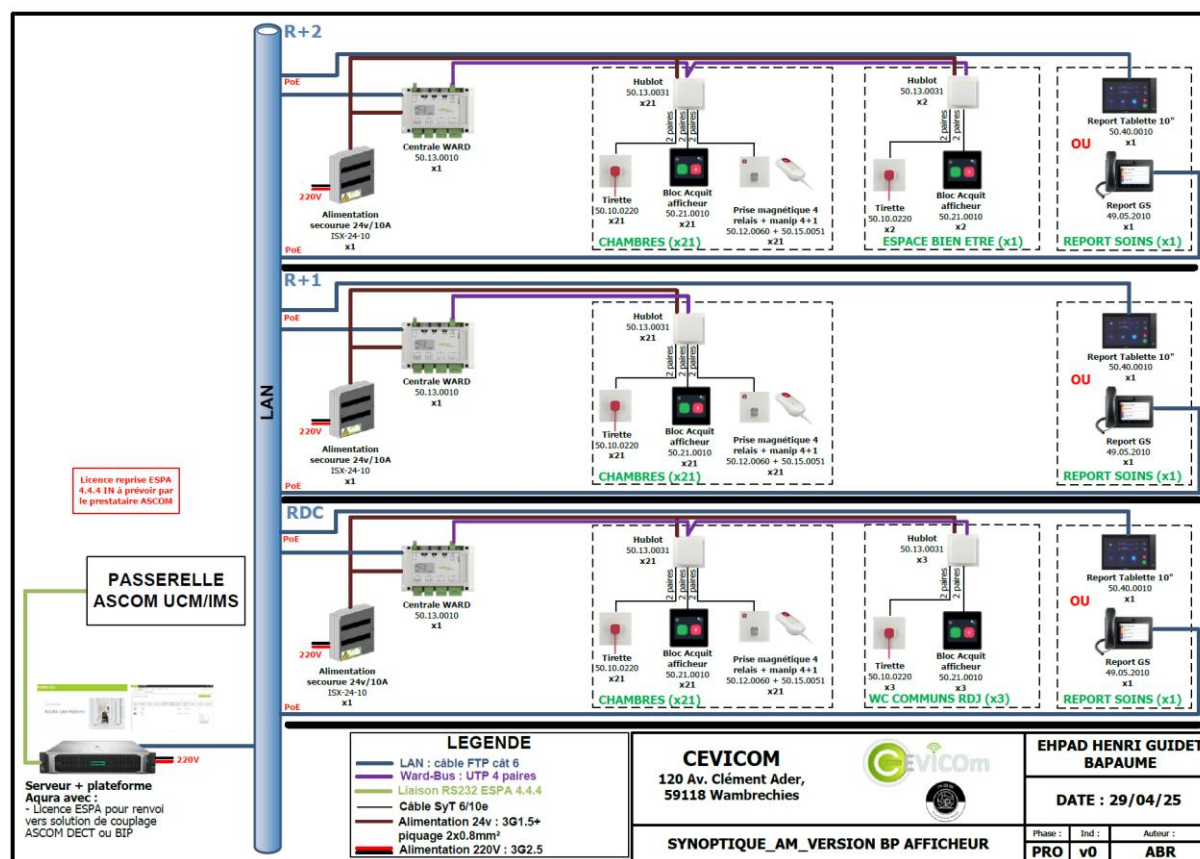 R+2
PoE
Centrale WARD
50.13.0010
x1
220V
Alimentation
secourue 24v/10A
ISX-24-10
x1
PoE
Hublot
50.13.0031
x21
2 paires
2 paires
2 paires
Tirette
50.10.0220
x21
Bloc Acquit
afficheur
50.21.0010
x21
Prise magnétique 4
relais + manip 4+1
50.12.0060 + 50.15.0051
x21
CHAMBRES (x21)
Hublot
50.13.0031
x2
2 paires
2 paires
Tirette
50.10.0220
x2
Bloc Acquit
afficheur
50.21.0010
x2
ESPACE BIEN ETRE (x1)
Report Tablette 10"
50.40.0010
x1
OU
Report GS
49.05.2010
x1
REPORT SOINS (x1)
R+1
PoE
Centrale WARD
50.13.0010
x1
220V
Alimentation
secourue 24v/10A
ISX-24-10
x1
PoE
Hublot
50.13.0031
x21
2 paires
2 paires
2 paires
Tirette
50.10.0220
x21
Bloc Acquit
afficheur
50.21.0010
x21
Prise magnétique 4
relais + manip 4+1
50.12.0060 + 50.15.0051
x21
CHAMBRES (x21)
Report Tablette 10"
50.40.0010
x1
OU
Report GS
49.05.2010
x1
REPORT SOINS (x1)
LAN
RDC
PoE
Centrale WARD
50.13.0010
x1
220V
Alimentation
secourue 24v/10A
ISX-24-10
x1
PoE
Hublot
50.13.0031
x21
2 paires
2 paires
2 paires
Tirette
50.10.0220
x21
Bloc Acquit
afficheur
50.21.0010
x21
Prise magnétique 4
relais + manip 4+1
50.12.0060 + 50.15.0051
x21
CHAMBRES (x21)
Hublot
50.13.0031
x3
2 paires
2 paires
Tirette
50.10.0220
x3
Bloc Acquit
afficheur
50.21.0010
x3
WC COMMUNS RDJ (x3)
Report Tablette 10"
50.40.0010
x1
OU
Report GS
49.05.2010
x1
REPORT SOINS (x1)
Licence reprise ESPA
4.4.4 IN à prévoir par
le prestataire ASCOM
PASSERELLE
ASCOM UCM/IMS
220V
Serveur + plateforme
Aqura avec :
- Licence ESPA pour renvoi
vers solution de couplage
ASCOM DECT ou BIP
LEGENDE
LAN : câble FTP cât 6
Ward-Bus : UTP 4 paires
Liaison RS232 ESPA 4.4.4
Câble SyT 6/10e
Alimentation 24v : 3G1.5+
piquage 2x0.8mm²
Alimentation 220V : 3G2.5
CEVICOM
120 Av. Clément Ader,
59118 Wambrechies
CEVICOm
SYNOPTIQUE_AM_VERSION BP AFFICHEUR
EHPAD HENRI GUIDET
BAPAUME
DATE : 29/04/25
Phase : Ind : Auteur :
PRO v0 ABR